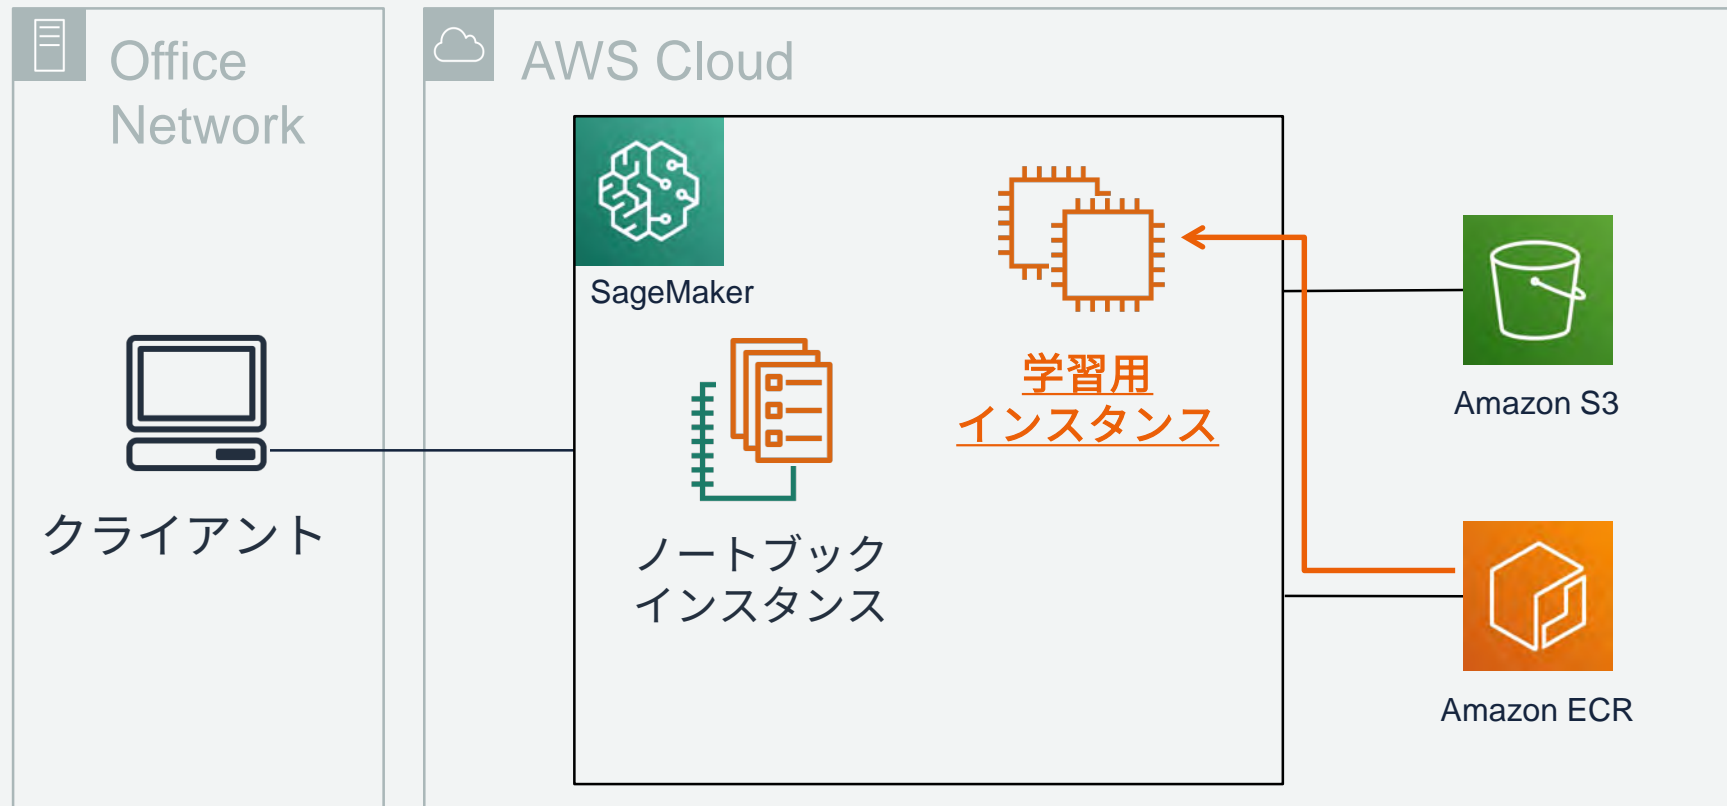 Office
Network
AWS Cloud
SageMaker
学習用
インスタンス
Amazon S3
クライアント
ノートブック
インスタンス
Amazon ECR